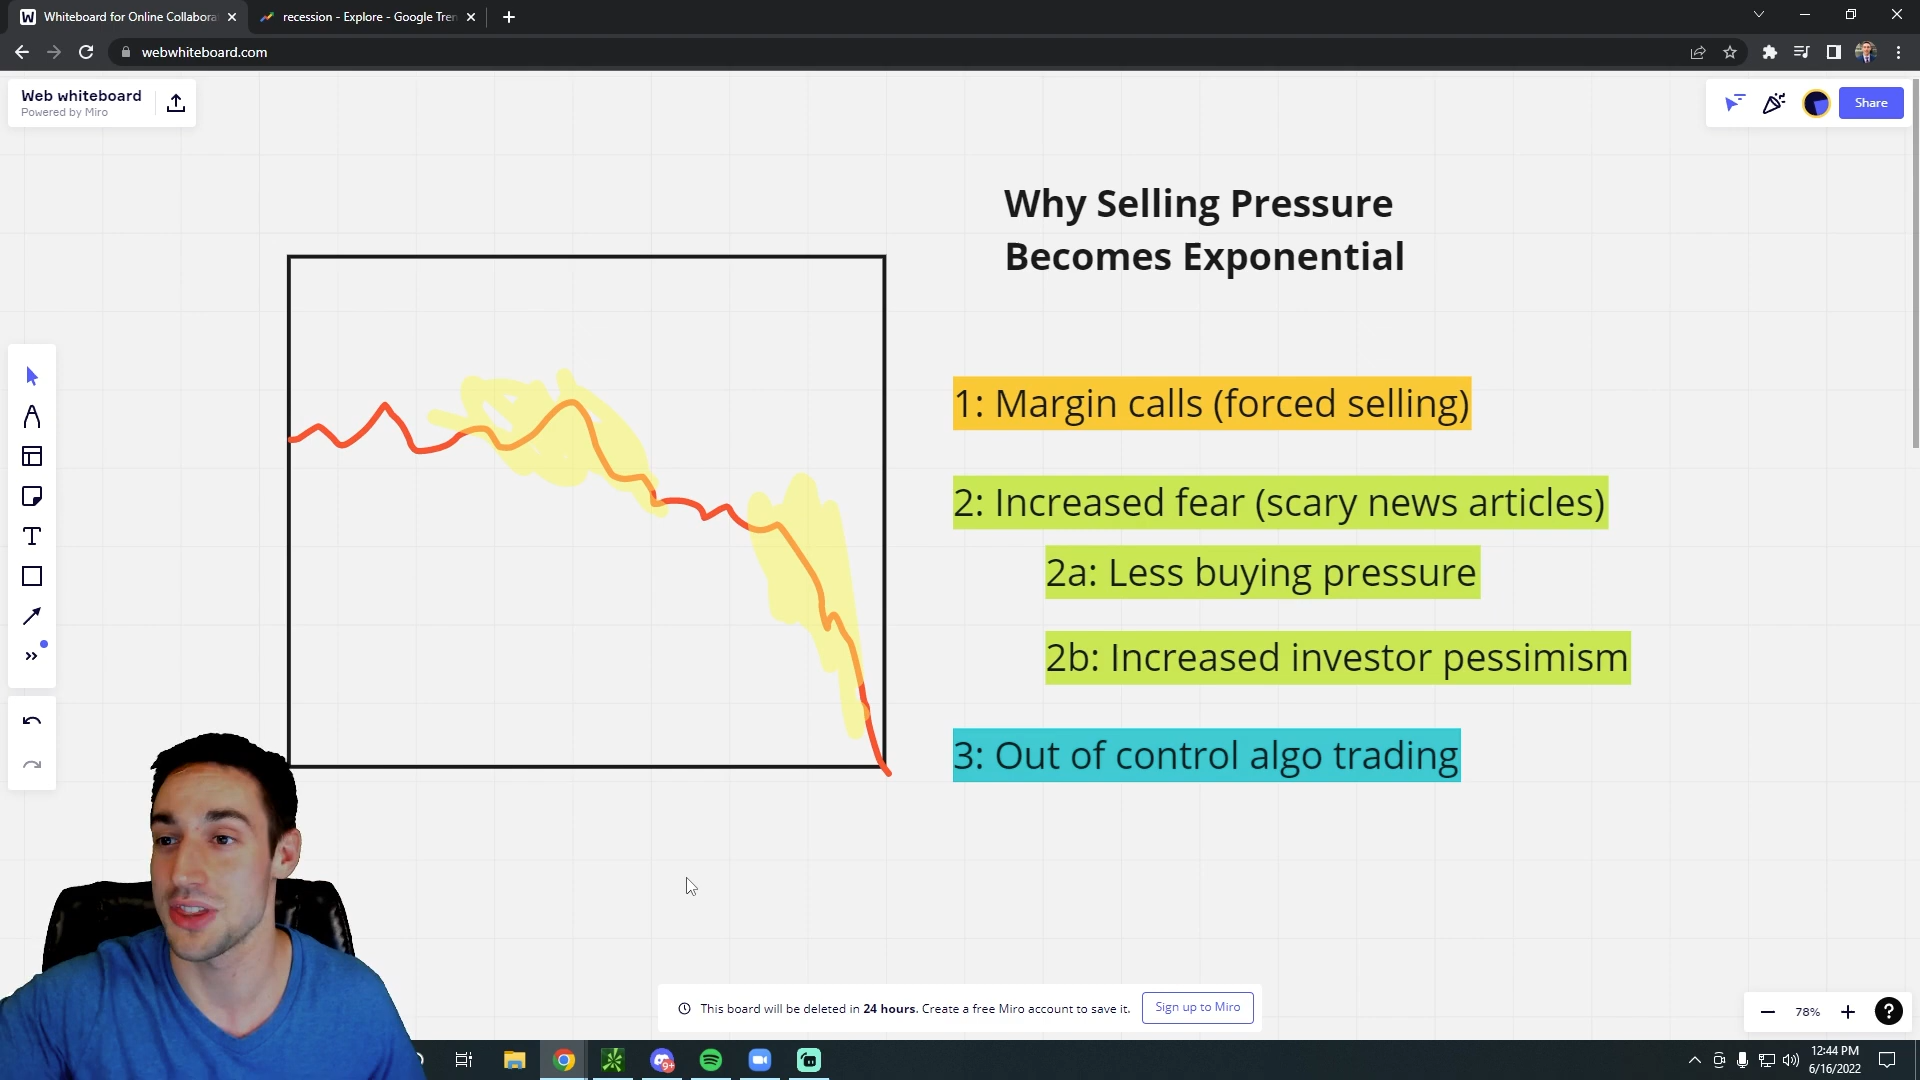 Whiteboard for Online Collabora
recession - Explore - Google Tren
webwhiteboard.com
Web whiteboard
Powered by Miro
Share
Why Selling Pressure
Becomes Exponential
1: Margin calls (forced selling)
2: Increased fear (scary news articles)
2a: Less buying pressure
2b: Increased investor pessimism
3: Out of control algo trading
This board will be deleted in 24 hours. Create a free Miro account to save it.
Sign up to Miro
78%
?
9+
12:44 PM
6/16/2022